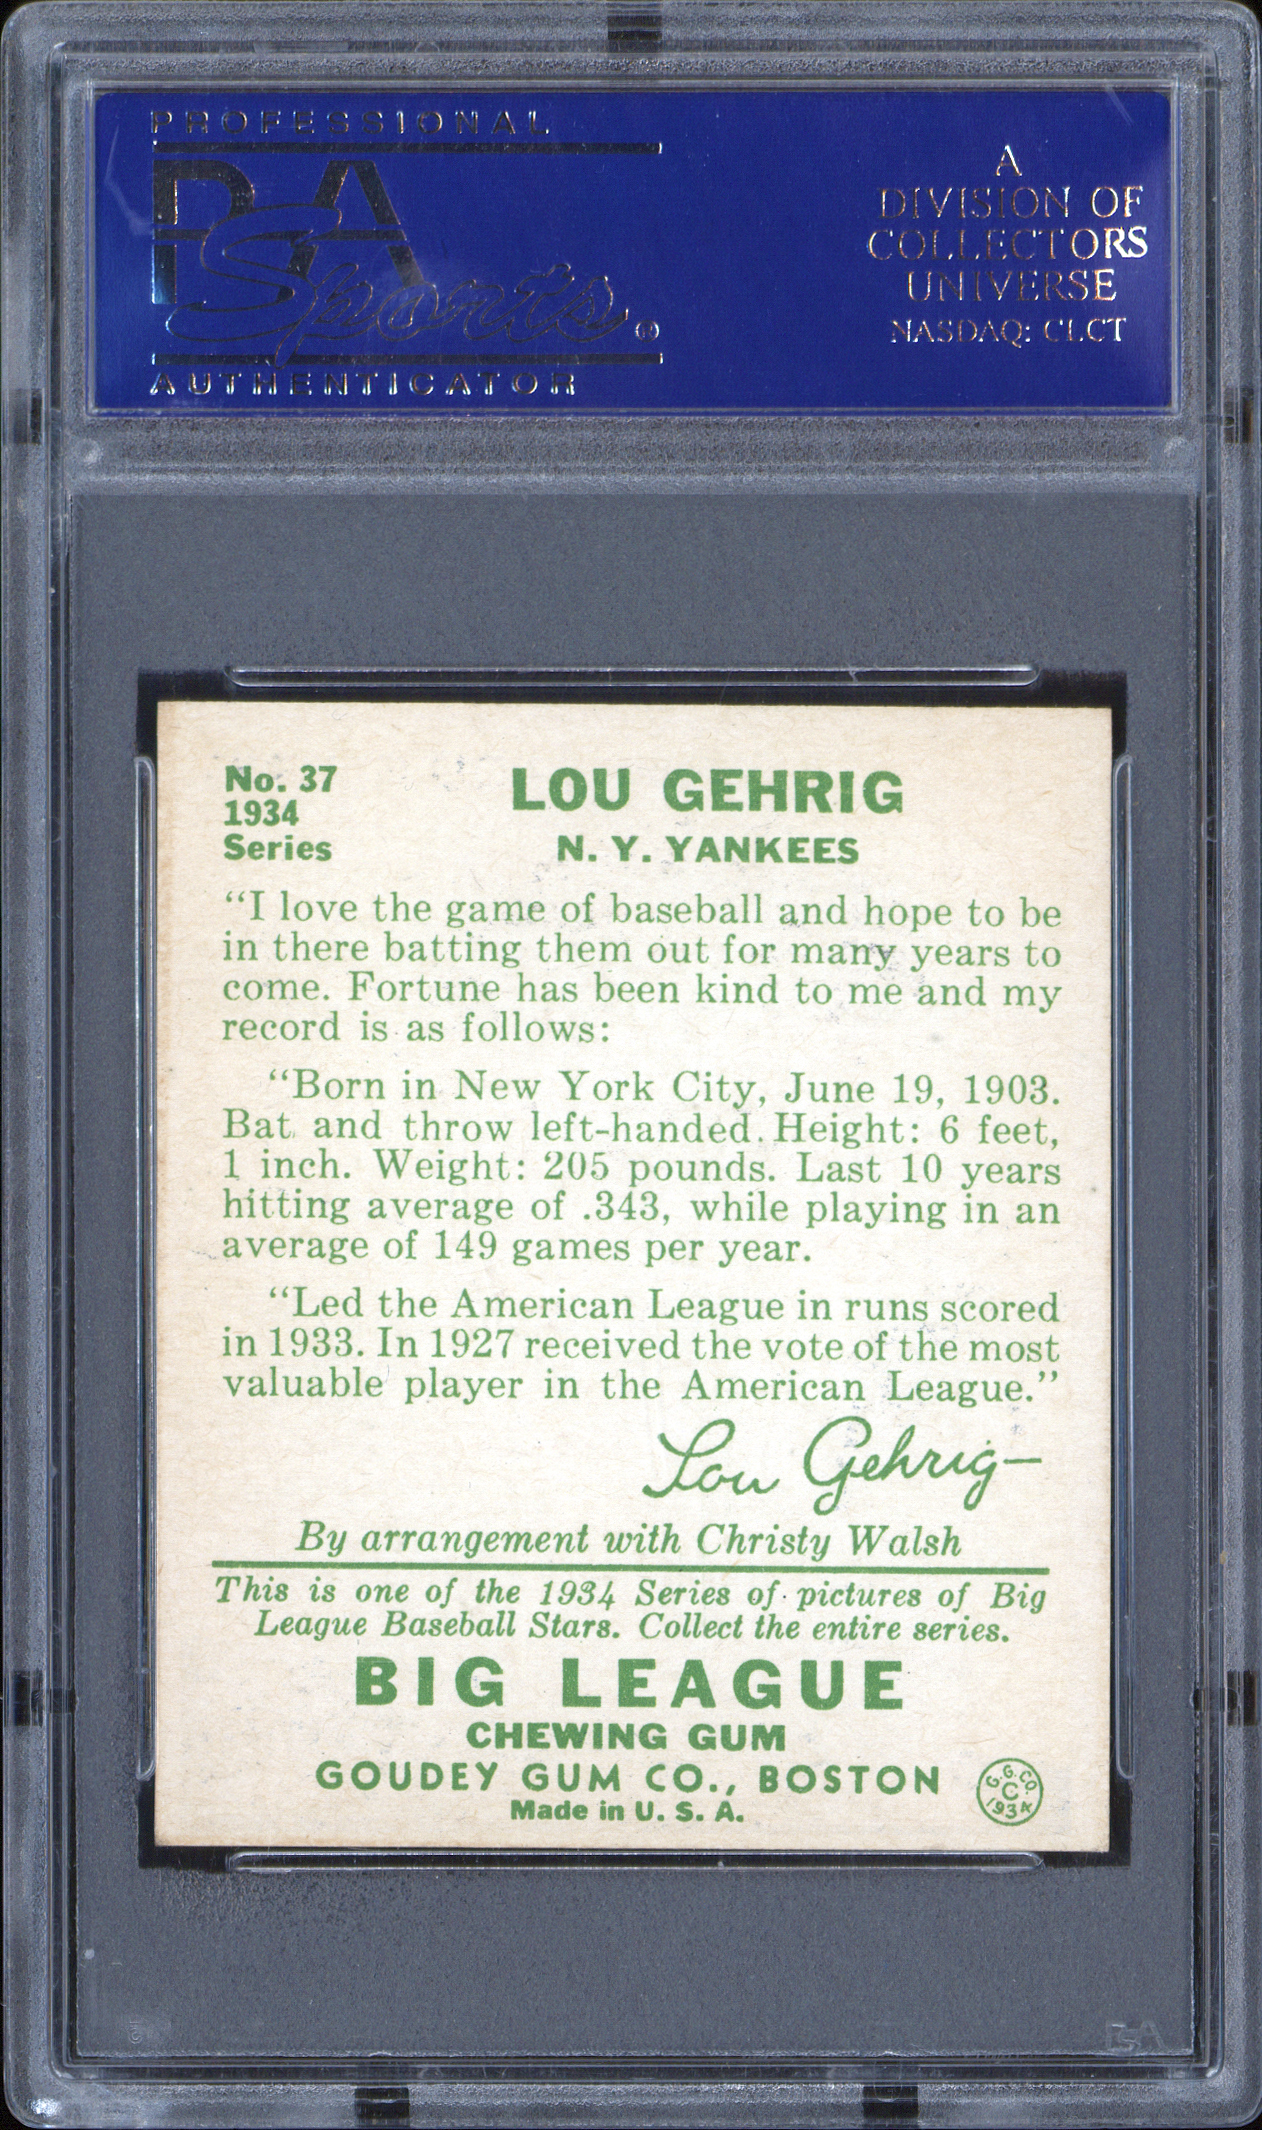 PROFESSIONAL
PSA
Sports®
AUTHENTICATOR
A
DIVISION OF
COLLECTORS
UNIVERSE
NASDAQ: CLCT
No. 37
1934
Series
LOU GEHRIG
N. Y. YANKEES
“I love the game of baseball and hope to be
in there batting them out for many years to
come. Fortune has been kind to me and my
record is as follows:
“Born in New York City, June 19, 1903.
Bat and throw left-handed. Height: 6 feet,
1 inch. Weight: 205 pounds. Last 10 years
hitting average of .343, while playing in an
average of 149 games per year.
“Led the American League in runs scored
in 1933. In 1927 received the vote of the most
valuable player in the American League.”
Lou Gehrig—
By arrangement with Christy Walsh
This is one of the 1934 Series of pictures of Big
League Baseball Stars. Collect the entire series.
BIG LEAGUE
CHEWING GUM
GOUDEY GUM CO., BOSTON
Made in U. S. A.
G. G. CO.
C
1934
PSA